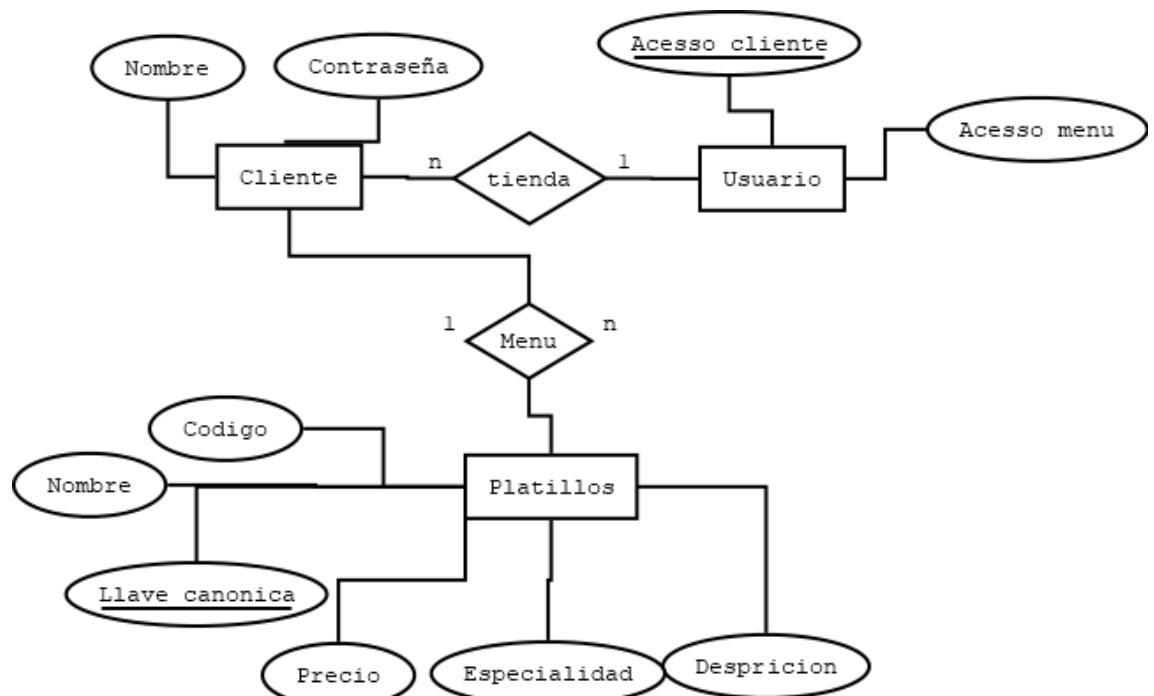 Acesso cliente
Nombre
Contraseña
Acesso menu
n
1
Cliente
tienda
Usuario
1
n
Menu
Codigo
Nombre
Platillos
Llave canonica
Precio
Especialidad
Despricion